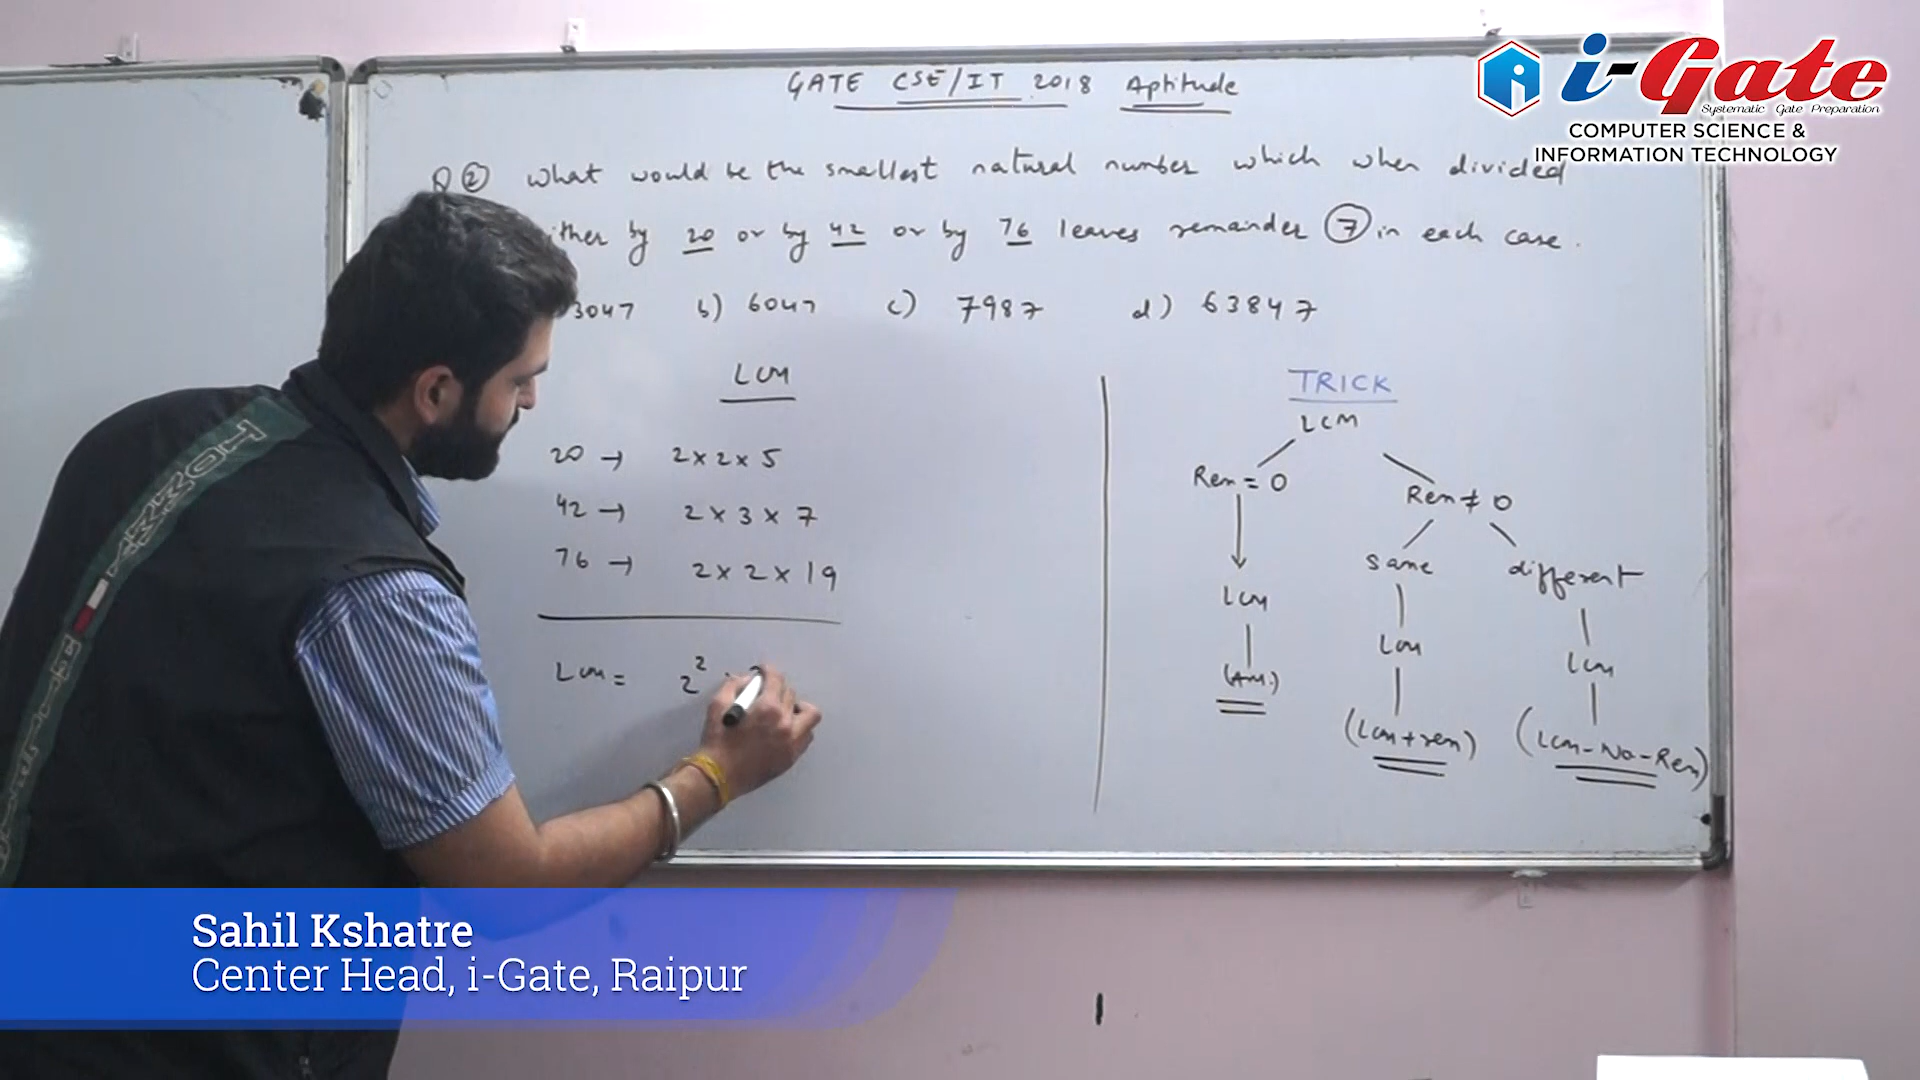 GATE CSE/IT 2018 Aptitude
i-Gate
Systematic Gate Preparation
COMPUTER SCIENCE &
INFORMATION TECHNOLOGY
Q ② What would be the smallest natural number which when divided
ither by 20 or by 42 or by 76 leaves remainder ⑦ in each case.
3047 b) 6047 c) 7987 d) 63847
LCM
20 → 2 × 2 × 5
42 → 2 × 3 × 7
76 → 2 × 2 × 19
LCM = 2²
TRICK
LCM
Rem = 0 Rem ≠ 0
same different
LCM LCM LCM
(Ans.) (LCM + rem) (LCM - No - Rem)
TOMMY
Sahil Kshatre
Center Head, i-Gate, Raipur